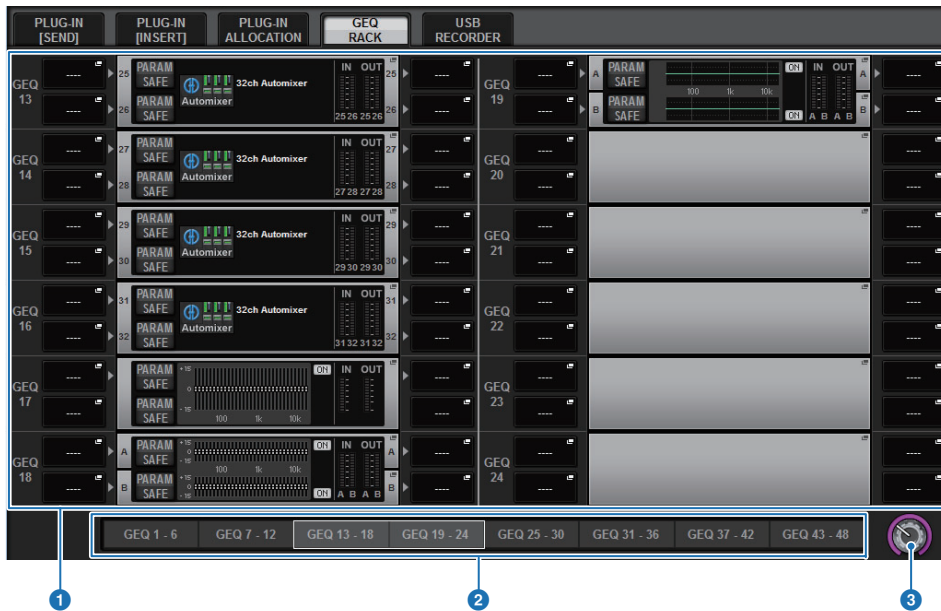 PLUG-IN [SEND]
PLUG-IN [INSERT]
PLUG-IN ALLOCATION
GEQ RACK
USB RECORDER
GEQ 13
----
----
25
26
PARAM SAFE
PARAM SAFE
Automixer
32ch Automixer
IN OUT
25 26 25 26
25
26
----
----
GEQ 14
----
----
27
28
PARAM SAFE
PARAM SAFE
Automixer
32ch Automixer
IN OUT
27 28 27 28
27
28
----
----
GEQ 15
----
----
29
30
PARAM SAFE
PARAM SAFE
Automixer
32ch Automixer
IN OUT
29 30 29 30
29
30
----
----
GEQ 16
----
----
31
32
PARAM SAFE
PARAM SAFE
Automixer
32ch Automixer
IN OUT
31 32 31 32
31
32
----
----
GEQ 17
----
----
PARAM SAFE
PARAM SAFE
+15
0
-15
100 1k 10k
ON
IN OUT
----
----
GEQ 18
----
----
A
B
PARAM SAFE
PARAM SAFE
+15
0
-15
100 1k 10k
+15
0
-15
ON
ON
IN OUT
A B A B
A
B
----
----
GEQ 19
----
----
A
B
PARAM SAFE
PARAM SAFE
100 1k 10k
ON
ON
IN OUT
A B A B
A
B
----
----
GEQ 20
----
----
----
----
GEQ 21
----
----
----
----
GEQ 22
----
----
----
----
GEQ 23
----
----
----
----
GEQ 24
----
----
----
----
GEQ 1 - 6
GEQ 7 - 12
GEQ 13 - 18
GEQ 19 - 24
GEQ 25 - 30
GEQ 31 - 36
GEQ 37 - 42
GEQ 43 - 48
1
2
3